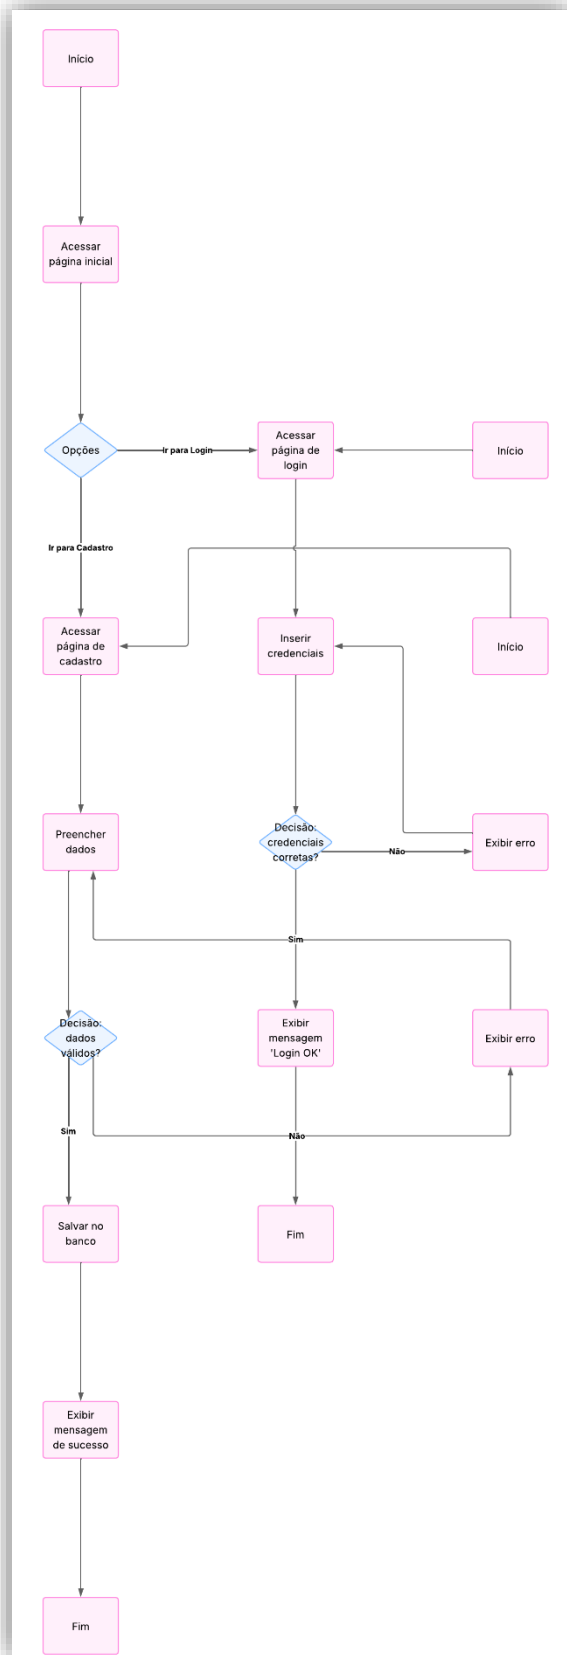 Início
Acessar
página inicial
Opções
Ir para Login
Acessar
página de
login
Início
Ir para Cadastro
Acessar
página de
cadastro
Inserir
credenciais
Início
Preencher
dados
Decisão:
credenciais
corretas?
Não
Exibir erro
Sim
Decisão:
dados
válidos?
Exibir
mensagem
'Login OK'
Exibir erro
Sim
Não
Salvar no
banco
Fim
Exibir
mensagem
de sucesso
Fim